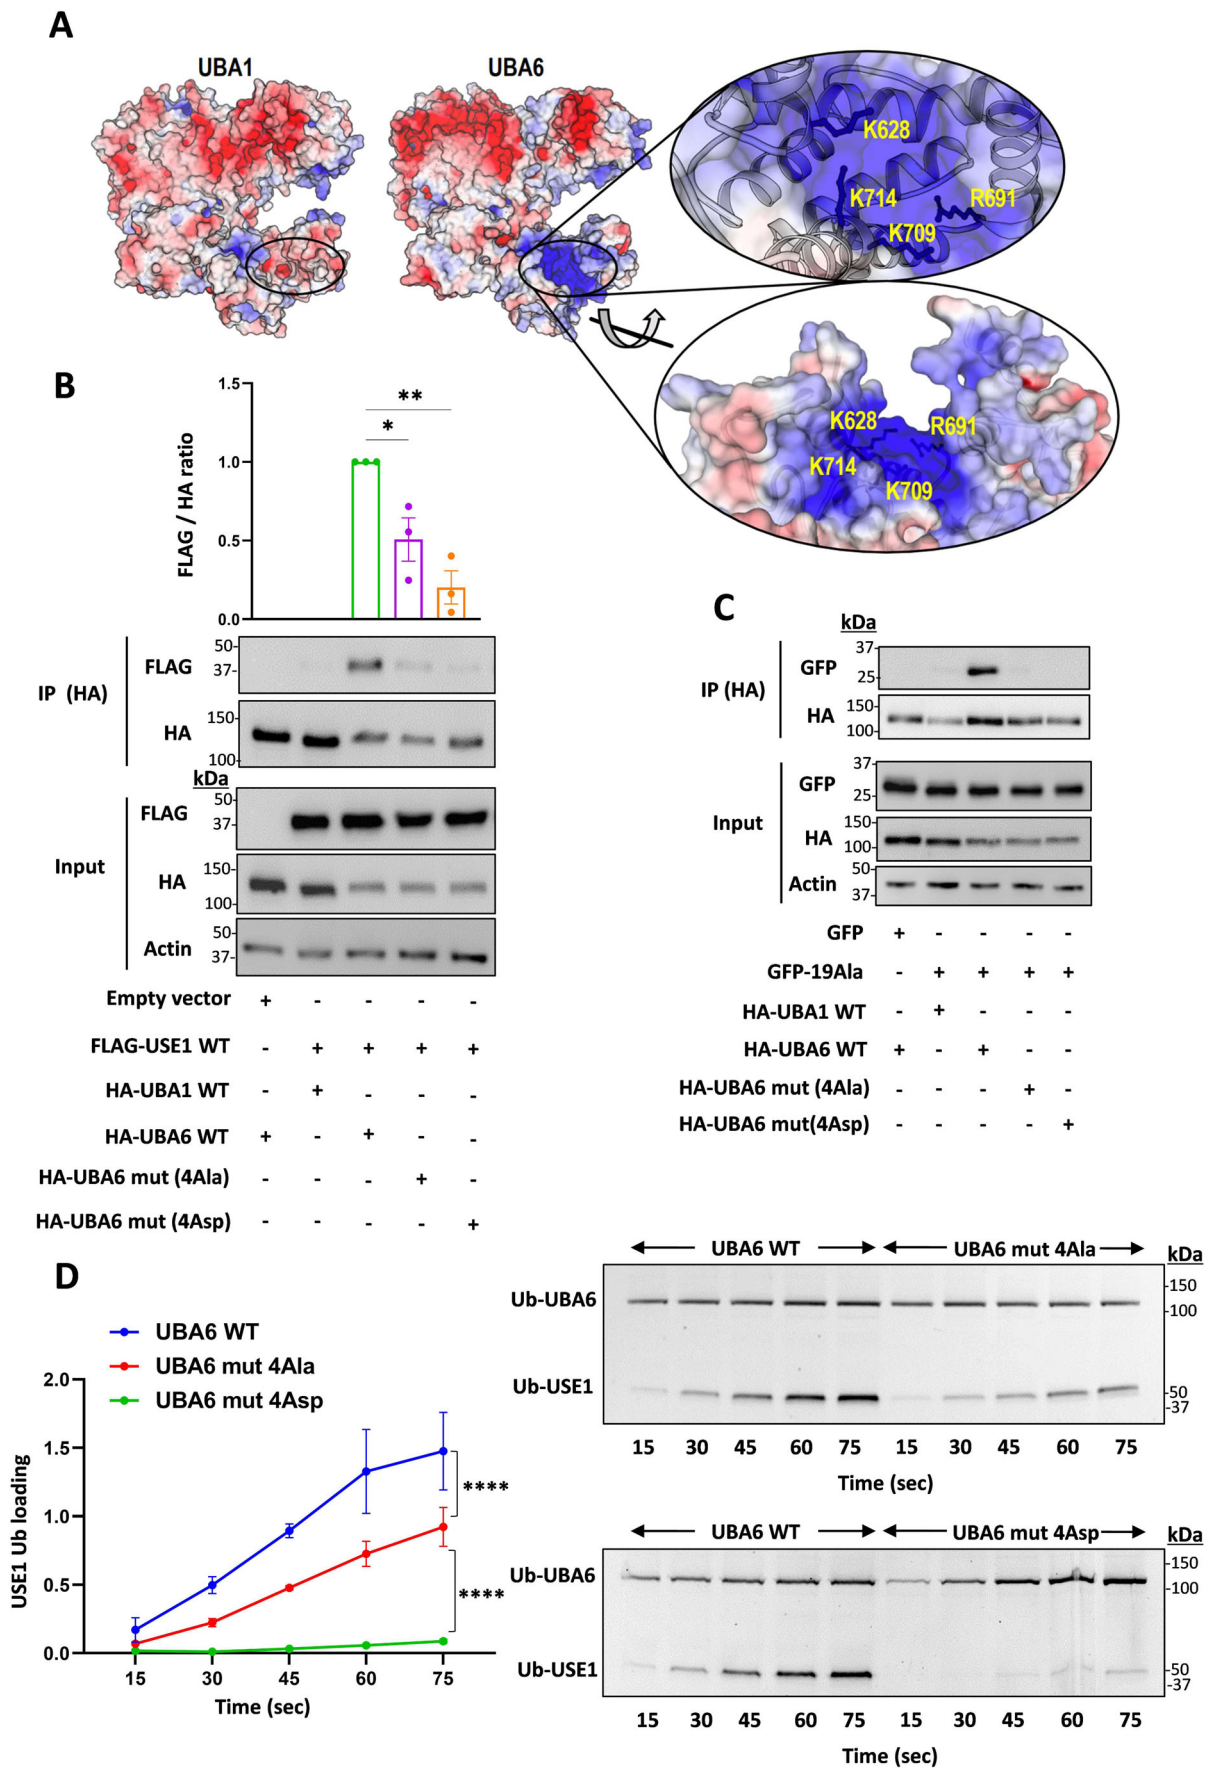 A
UBA1
UBA6
K628
K714
R691
K709
K628
R691
K714
K709
B
1.5
1.0
0.5
0.0
FLAG / HA ratio
**
*
IP (HA)
FLAG
50-
37-
HA
150-
100-
kDa
Input
FLAG
50-
37-
HA
150-
100-
Actin
50-
37-
Empty vector + - - - -
FLAG-USE1 WT - + + + +
HA-UBA1 WT - + - - -
HA-UBA6 WT + - + - -
HA-UBA6 mut (4Ala) - - - + -
HA-UBA6 mut (4Asp) - - - - +
C
kDa
IP (HA)
GFP
37-
25-
HA
150-
100-
Input
GFP
37-
25-
HA
150-
100-
Actin
50-
37-
GFP + - - - -
GFP-19Ala - + + + +
HA-UBA1 WT - + - - -
HA-UBA6 WT + - + - -
HA-UBA6 mut (4Ala) - - - + -
HA-UBA6 mut(4Asp) - - - - +
D
UBA6 WT
UBA6 mut 4Ala
UBA6 mut 4Asp
2.0
1.5
1.0
0.5
0.0
USE1 Ub loading
****
****
15 30 45 60 75
Time (sec)
UBA6 WT
UBA6 mut 4Ala
kDa
Ub-UBA6
-150
-100
Ub-USE1
-50
-37
15 30 45 60 75 15 30 45 60 75
Time (sec)
UBA6 WT
UBA6 mut 4Asp
kDa
Ub-UBA6
-150
-100
Ub-USE1
-50
-37
15 30 45 60 75 15 30 45 60 75
Time (sec)